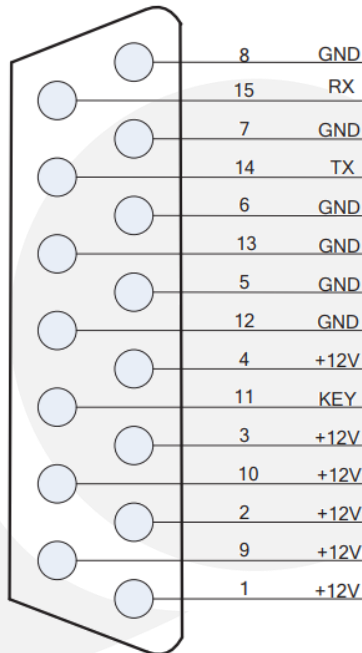 8 GND
15 RX
7 GND
14 TX
6 GND
13 GND
5 GND
12 GND
4 +12V
11 KEY
3 +12V
10 +12V
2 +12V
9 +12V
1 +12V